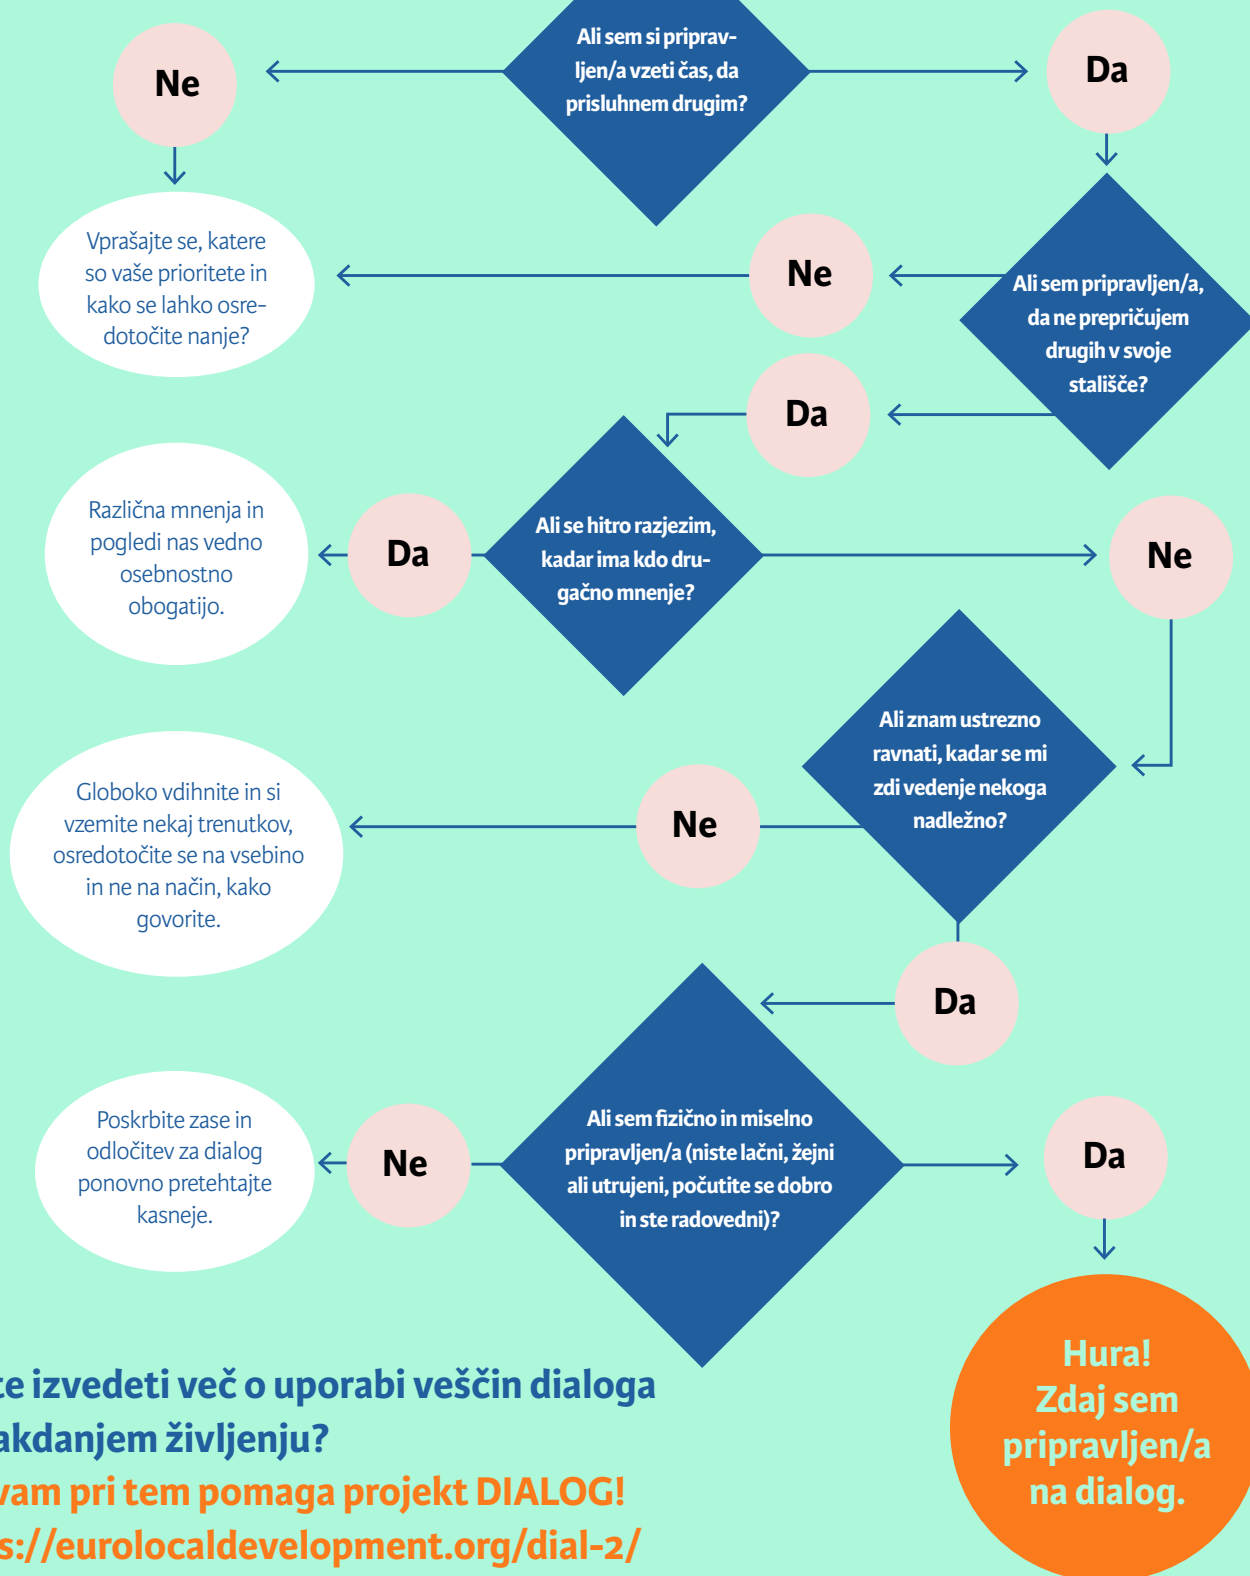 Ali sem si priprav-
ljen/a vzeti čas, da
prisluhnem drugim?
Ne
Da
Vprašajte se, katere
so vaše prioritete in
kako se lahko osre-
dotočite nanje?
Ne
Ali sem pripravljen/a,
da ne prepričujem
drugih v svoje
stališče?
Da
Različna mnenja in
pogledi nas vedno
osebnostno
obogatijo.
Da
Ali se hitro razjezim,
kadar ima kdo dru-
gačno mnenje?
Ne
Ali znam ustrezno
ravnati, kadar se mi
zdi vedenje nekoga
nadležno?
Globoko vdihnite in si
vzemite nekaj trenutkov,
osredotočite se na vsebino
in ne na način, kako
govorite.
Ne
Da
Ali sem fizično in miselno
pripravljen/a (niste lačni, žejni
ali utrujeni, počutite se dobro
in ste radovedni)?
Poskrbite zase in
odločitev za dialog
ponovno pretehtajte
kasneje.
Ne
Da
Hura!
Zdaj sem
pripravljen/a
na dialog.
te izvedeti več o uporabi veščin dialoga
akdanjem življenju?
vam pri tem pomaga projekt DIALOG!
s://eurolocaldevelopment.org/dial-2/